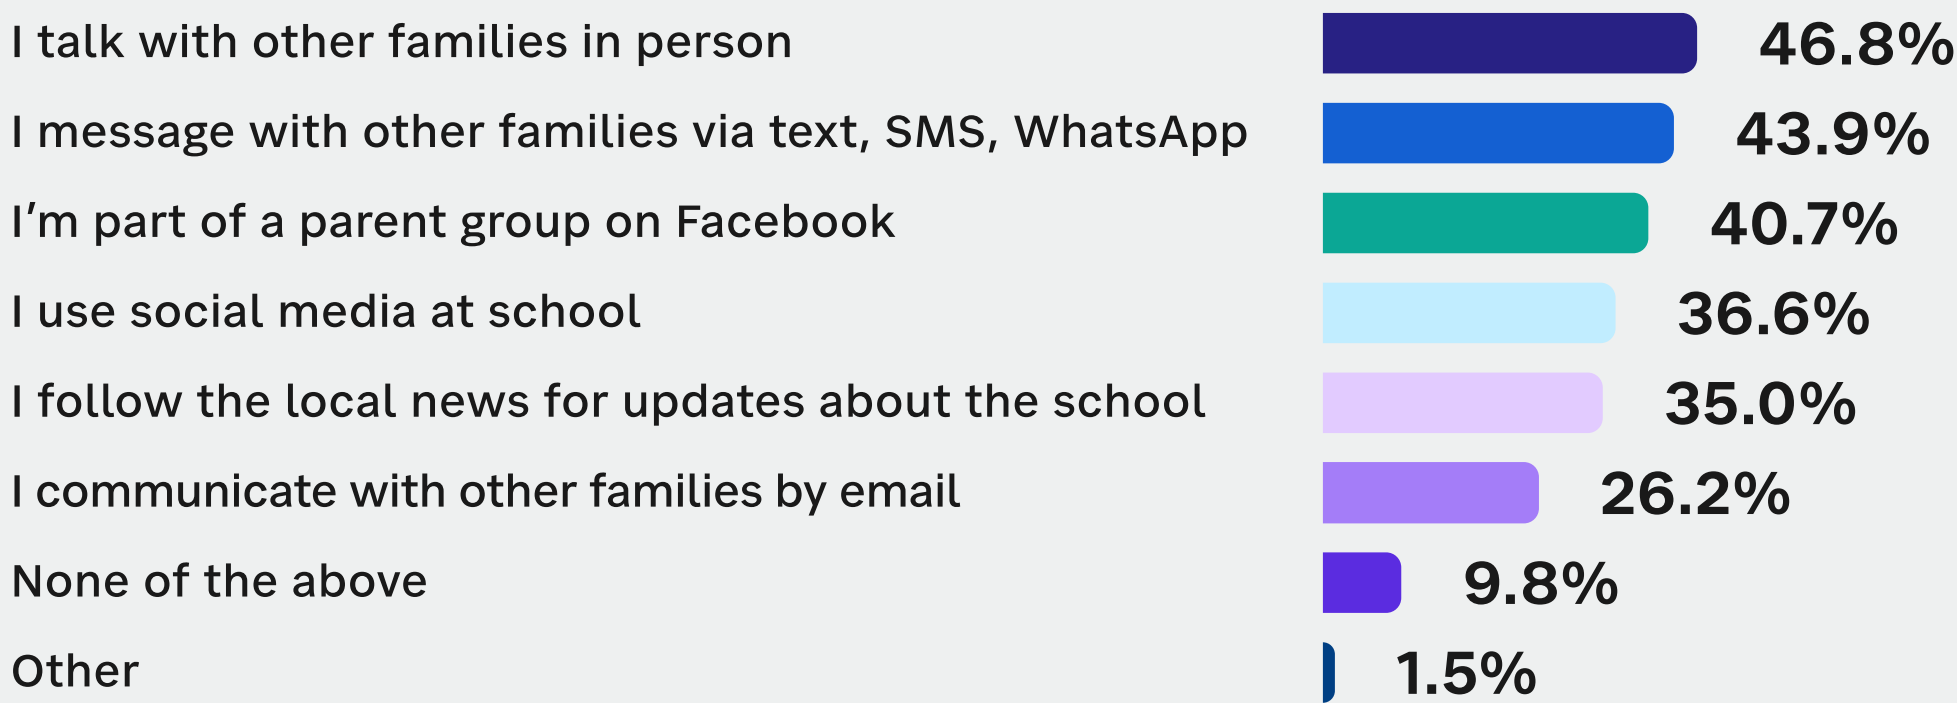 I talk with other families in person 46.8%
I message with other families via text, SMS, WhatsApp 43.9%
I’m part of a parent group on Facebook 40.7%
I use social media at school 36.6%
I follow the local news for updates about the school 35.0%
I communicate with other families by email 26.2%
None of the above 9.8%
Other 1.5%